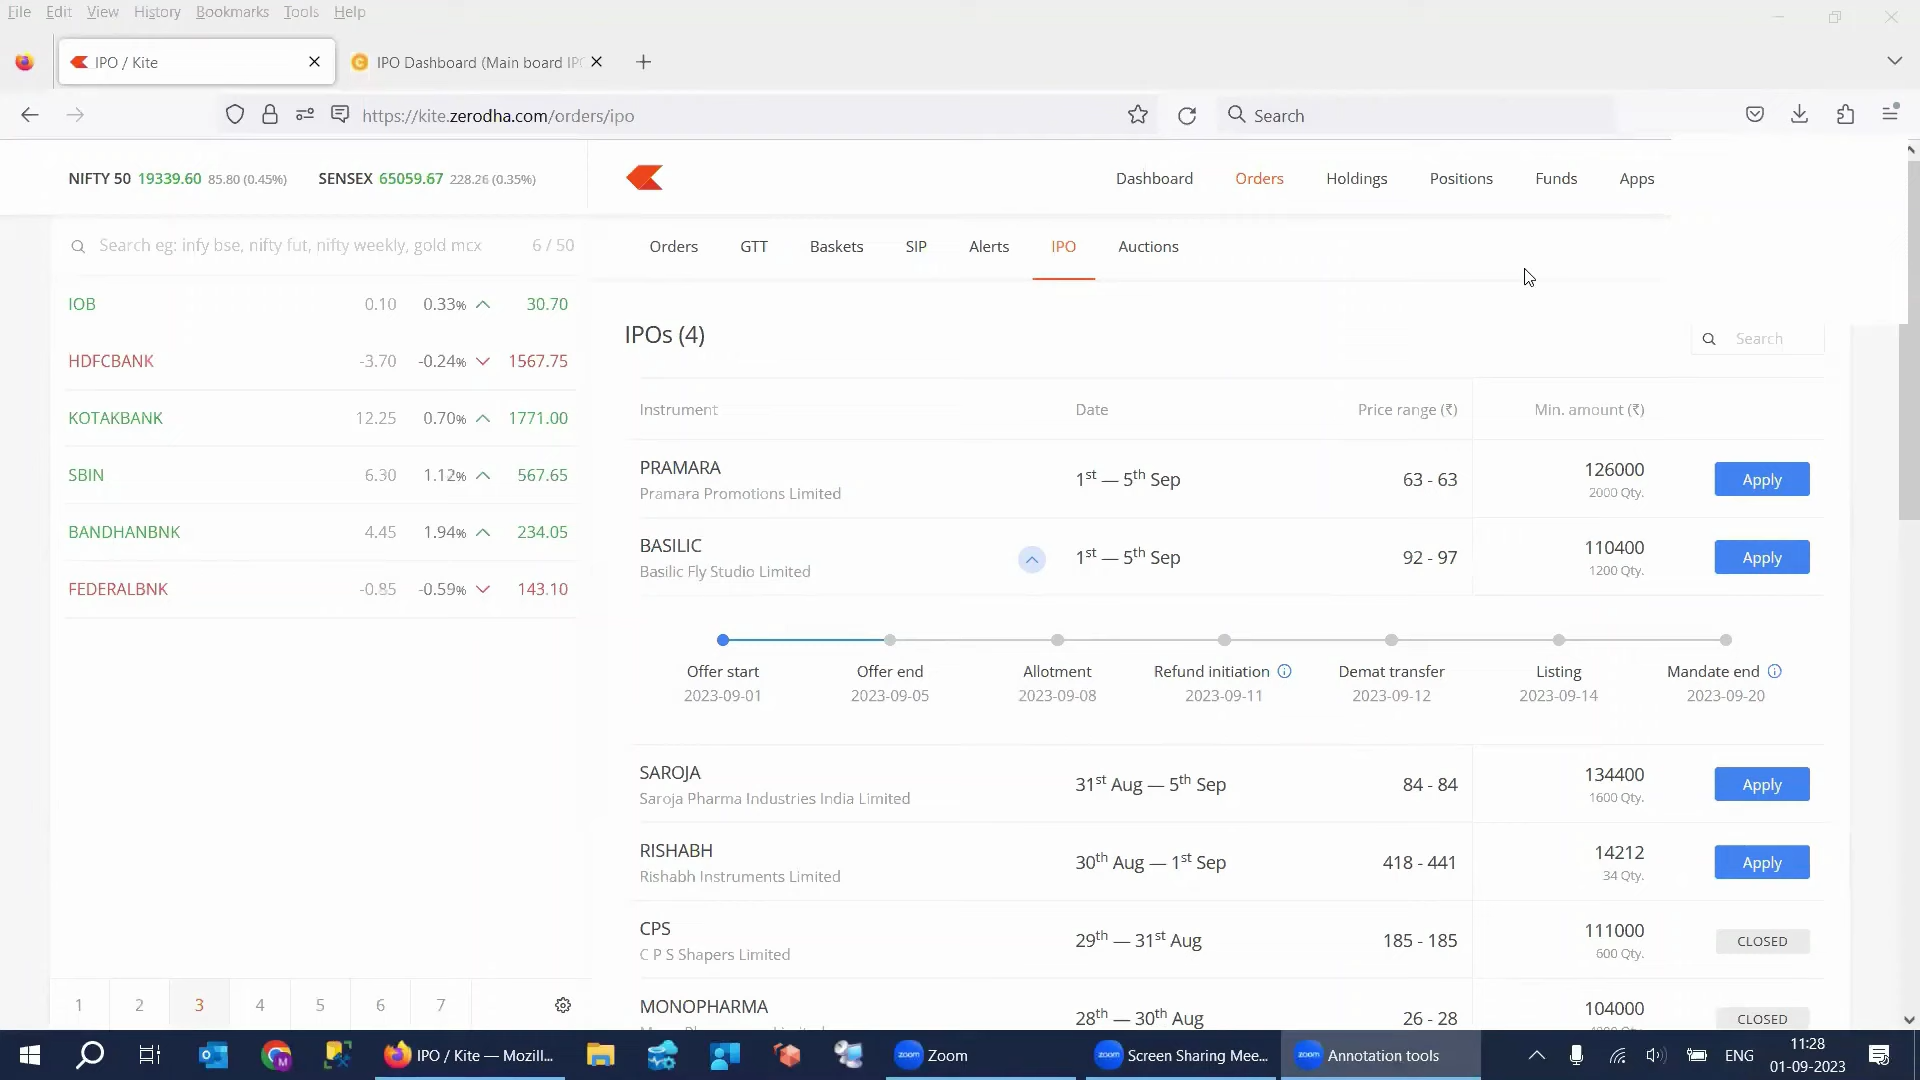 File Edit View History Bookmarks Tools Help
IPO / Kite
IPO Dashboard (Main board IPO
https://kite.zerodha.com/orders/ipo
Search
NIFTY 50 19339.60 85.80 (0.45%) SENSEX 65059.67 228.26 (0.35%)
Dashboard Orders Holdings Positions Funds Apps
Search eg: infy bse, nifty fut, nifty weekly, gold mcx 6 / 50
Orders GTT Baskets SIP Alerts IPO Auctions
IOB 0.10 0.33% 30.70
HDFCBANK -3.70 -0.24% 1567.75
KOTAKBANK 12.25 0.70% 1771.00
SBIN 6.30 1.12% 567.65
BANDHANBNK 4.45 1.94% 234.05
FEDERALBNK -0.85 -0.59% 143.10
1 2 3 4 5 6 7
IPOs (4)
Search
Instrument Date Price range (₹) Min. amount (₹)
PRAMARA 1st — 5th Sep 63 - 63 126000 Apply
Pramara Promotions Limited 2000 Qty.
BASILIC 1st — 5th Sep 92 - 97 110400 Apply
Basilic Fly Studio Limited 1200 Qty.
Offer start Offer end Allotment Refund initiation Demat transfer Listing Mandate end
2023-09-01 2023-09-05 2023-09-08 2023-09-11 2023-09-12 2023-09-14 2023-09-20
SAROJA 31st Aug — 5th Sep 84 - 84 134400 Apply
Saroja Pharma Industries India Limited 1600 Qty.
RISHABH 30th Aug — 1st Sep 418 - 441 14212 Apply
Rishabh Instruments Limited 34 Qty.
CPS 29th — 31st Aug 185 - 185 111000 CLOSED
C P S Shapers Limited 600 Qty.
MONOPHARMA 28th — 30th Aug 26 - 28 104000 CLOSED
IPO / Kite — Mozill...
zoom Zoom
zoom Screen Sharing Mee...
zoom Annotation tools
ENG
11:28
01-09-2023